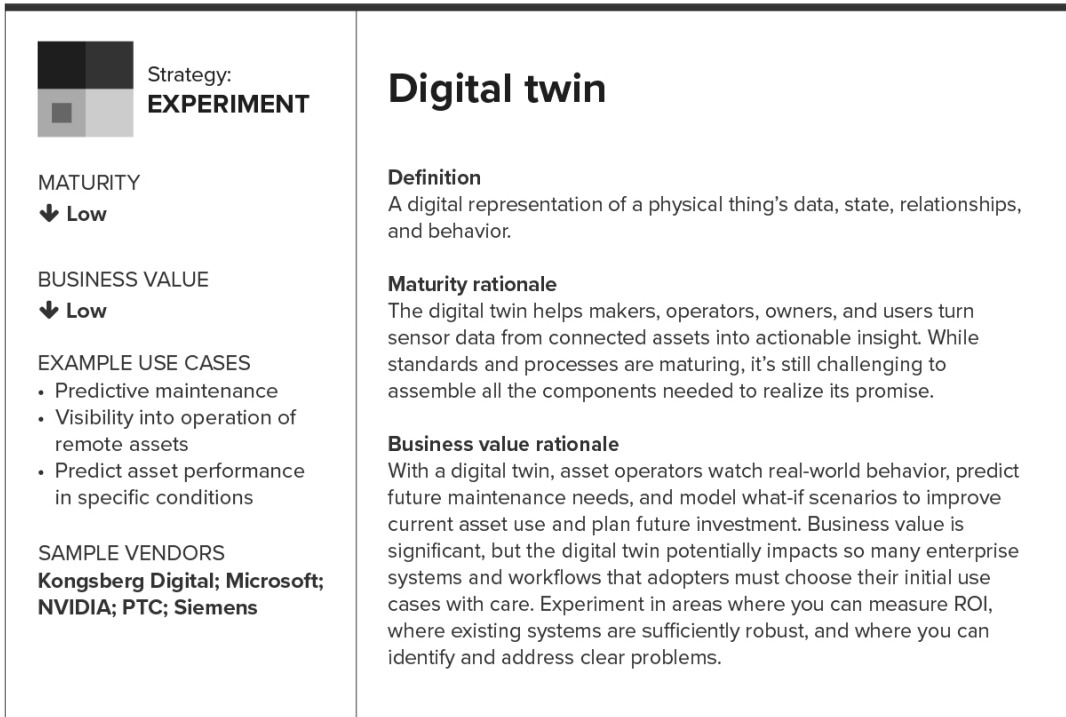 Strategy:
EXPERIMENT
MATURITY
↓ Low
BUSINESS VALUE
↓ Low
EXAMPLE USE CASES
• Predictive maintenance
• Visibility into operation of
remote assets
• Predict asset performance
in specific conditions
SAMPLE VENDORS
Kongsberg Digital; Microsoft;
NVIDIA; PTC; Siemens
Digital twin
Definition
A digital representation of a physical thing’s data, state, relationships,
and behavior.
Maturity rationale
The digital twin helps makers, operators, owners, and users turn
sensor data from connected assets into actionable insight. While
standards and processes are maturing, it’s still challenging to
assemble all the components needed to realize its promise.
Business value rationale
With a digital twin, asset operators watch real-world behavior, predict
future maintenance needs, and model what-if scenarios to improve
current asset use and plan future investment. Business value is
significant, but the digital twin potentially impacts so many enterprise
systems and workflows that adopters must choose their initial use
cases with care. Experiment in areas where you can measure ROI,
where existing systems are sufficiently robust, and where you can
identify and address clear problems.